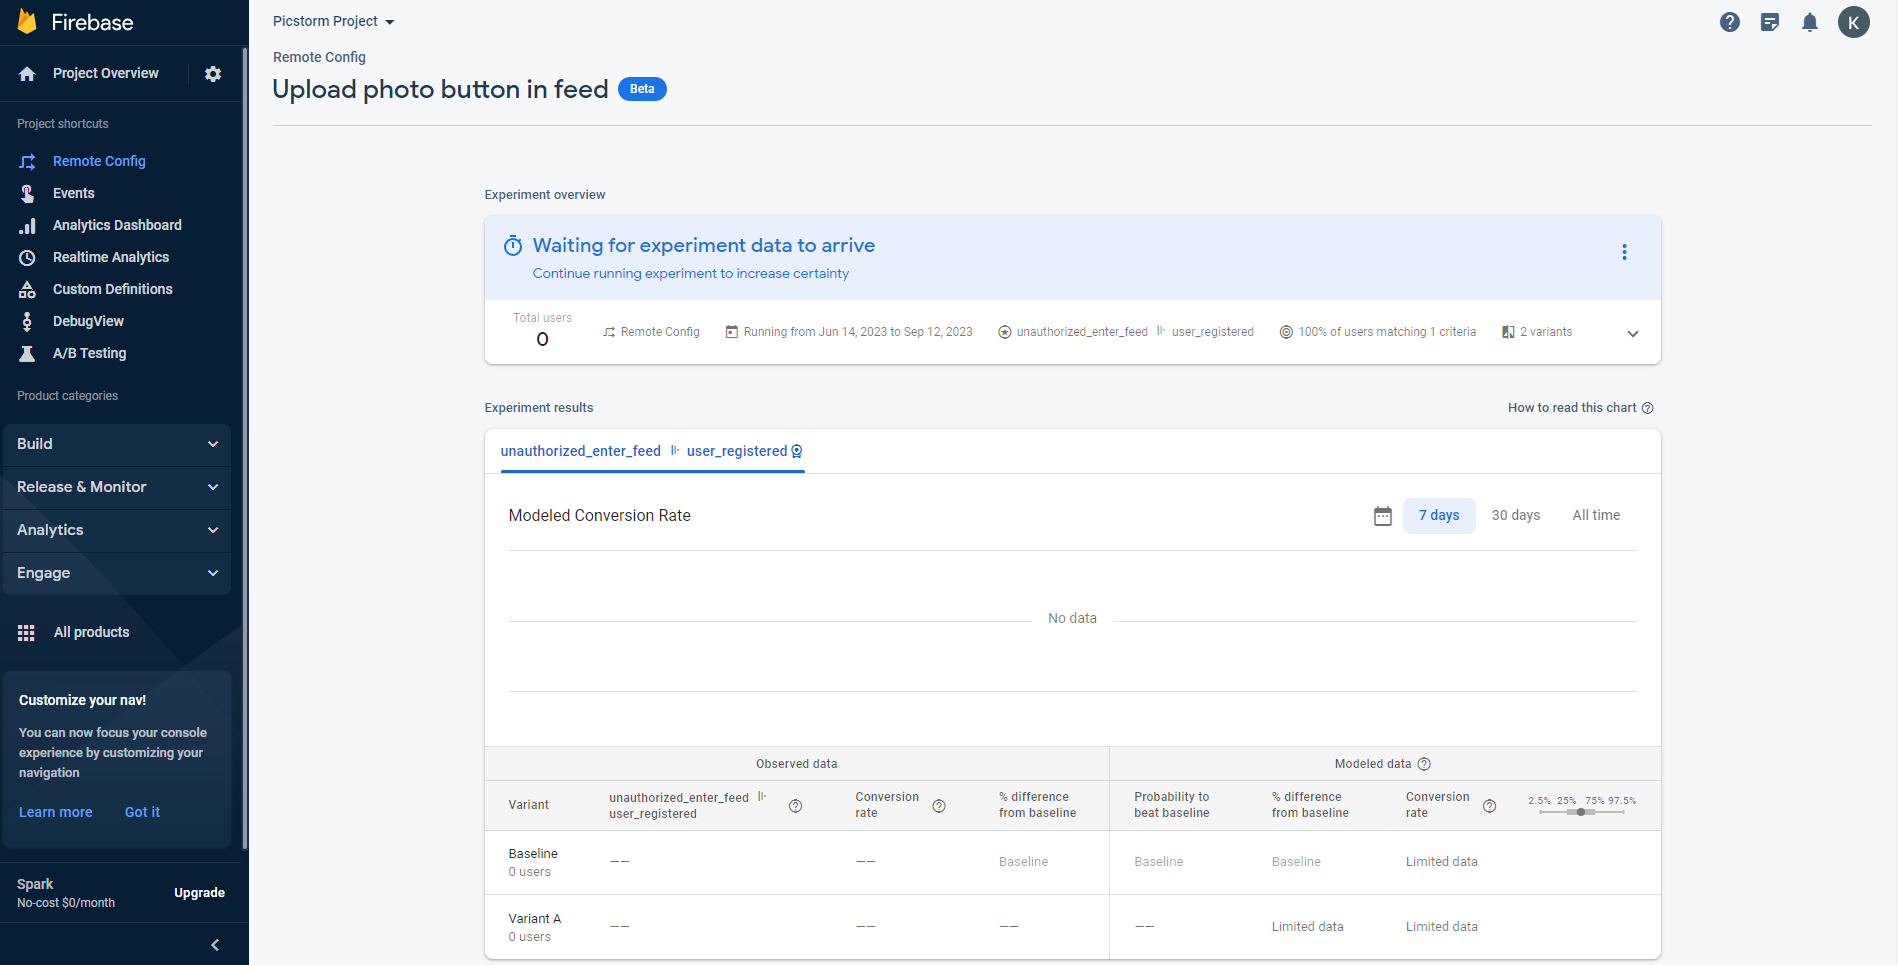 Firebase
Project Overview
Project shortcuts
Remote Config
Events
Analytics Dashboard
Realtime Analytics
Custom Definitions
DebugView
A/B Testing
Product categories
Build
Release & Monitor
Analytics
Engage
All products
Customize your nav!
You can now focus your console
experience by customizing your
navigation
Learn more Got it
Spark
No-cost $0/month
Upgrade
Picstorm Project
K
Remote Config
Upload photo button in feed Beta
Experiment overview
Waiting for experiment data to arrive
Continue running experiment to increase certainty
Total users
0
Remote Config Running from Jun 14, 2023 to Sep 12, 2023 unauthorized_enter_feed user_registered 100% of users matching 1 criteria 2 variants
Experiment results How to read this chart
unauthorized_enter_feed user_registered
Modeled Conversion Rate 7 days 30 days All time
No data
Observed data Modeled data
Variant
unauthorized_enter_feed
user_registered
Conversion
rate
% difference
from baseline
Probability to
beat baseline
% difference
from baseline
Conversion
rate
2.5% 25% 75% 97.5%
Baseline
0 users
—— —— Baseline Baseline Baseline Limited data
Variant A
0 users
—— —— —— —— Limited data Limited data